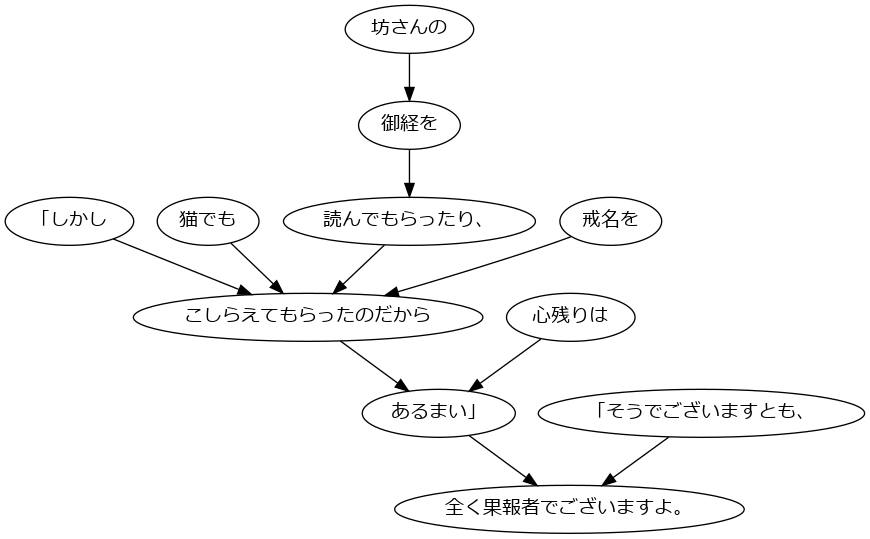 坊さんの
御経を
「しかし
猫でも
読んでもらったり、
戒名を
こしらえてもらったのだから
心残りは
あるまい」
「そうでございますとも、
全く果報者でございますよ。